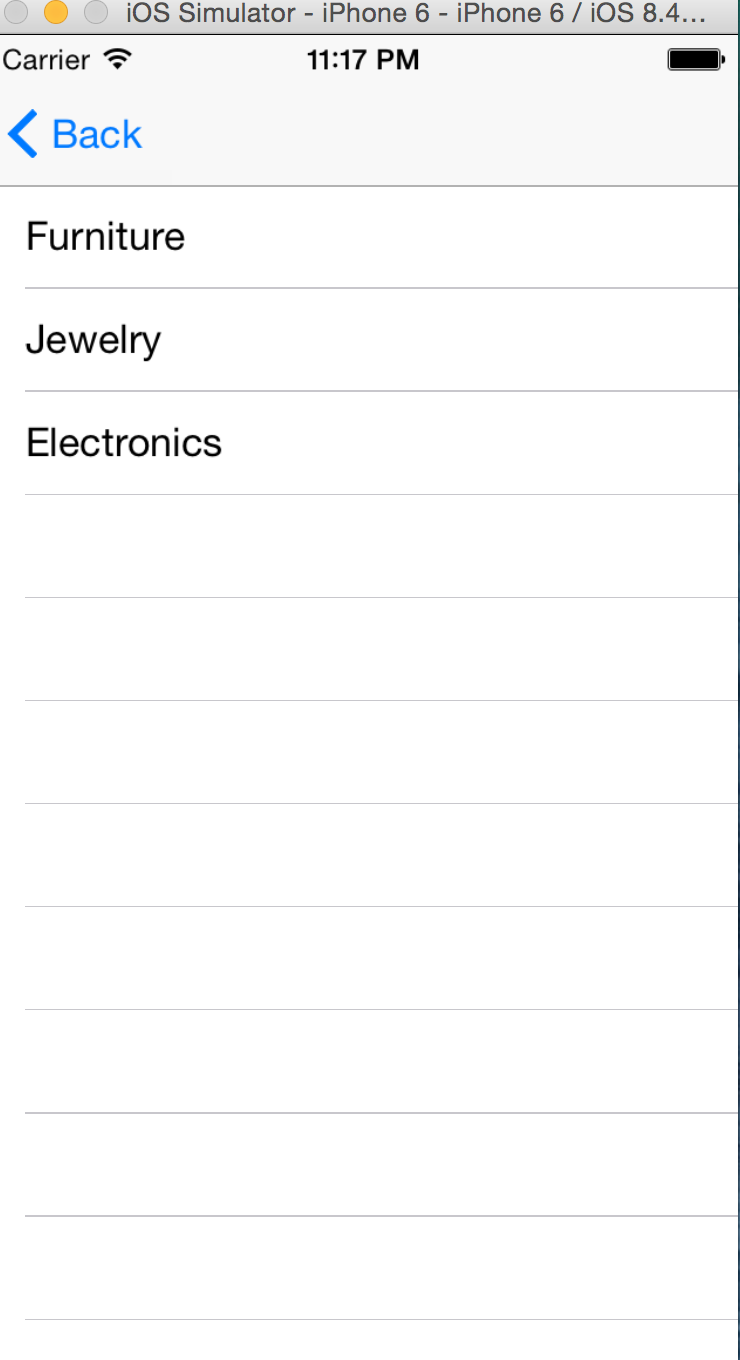 iOS Simulator - iPhone 6 - iPhone 6 / iOS 8.4...
Carrier 11:17 PM
Back
Furniture
Jewelry
Electronics